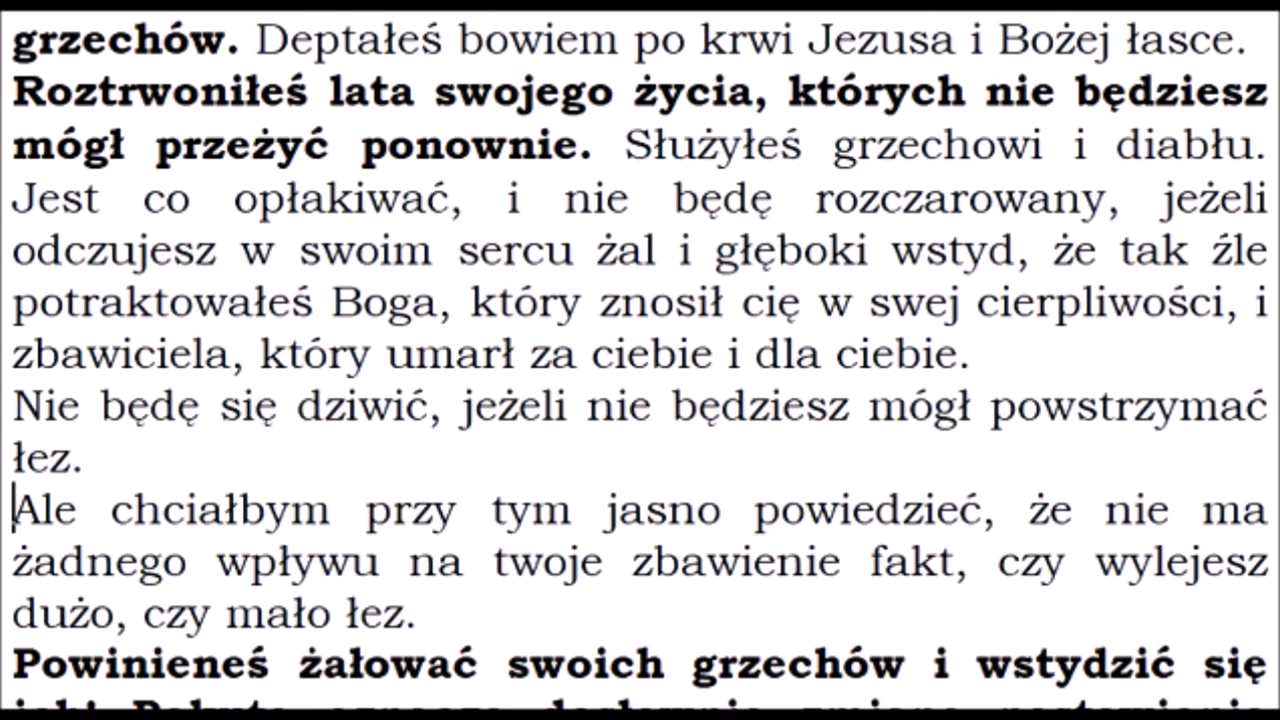 grzechów. Deptałeś bowiem po krwi Jezusa i Bożej łasce.
Roztrwoniłeś lata swojego życia, których nie będziesz
mógł przeżyć ponownie. Służyłeś grzechowi i diabłu.
Jest co opłakiwać, i nie będę rozczarowany, jeżeli
odczujesz w swoim sercu żal i głęboki wstyd, że tak źle
potraktowałeś Boga, który znosił cię w swej cierpliwości, i
zbawiciela, który umarł za ciebie i dla ciebie.
Nie będę się dziwić, jeżeli nie będziesz mógł powstrzymać
łez.
Ale chciałbym przy tym jasno powiedzieć, że nie ma
żadnego wpływu na twoje zbawienie fakt, czy wylejesz
dużo, czy mało łez.
Powinieneś żałować swoich grzechów i wstydzić się